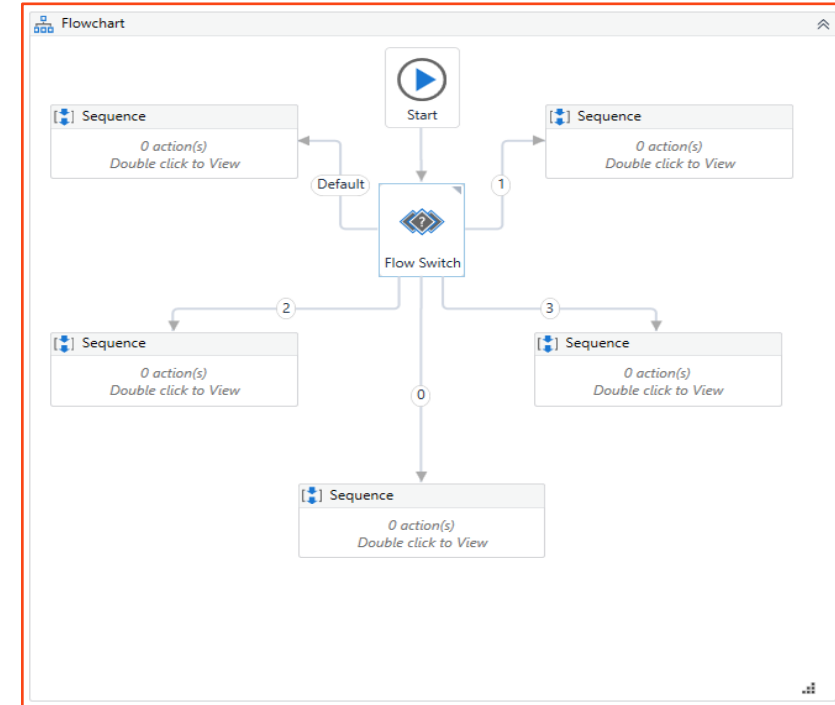 Flowchart
Start
Sequence
0 action(s)
Double click to View
Sequence
0 action(s)
Double click to View
Default
1
?
Flow Switch
2
3
Sequence
0 action(s)
Double click to View
Sequence
0 action(s)
Double click to View
0
Sequence
0 action(s)
Double click to View